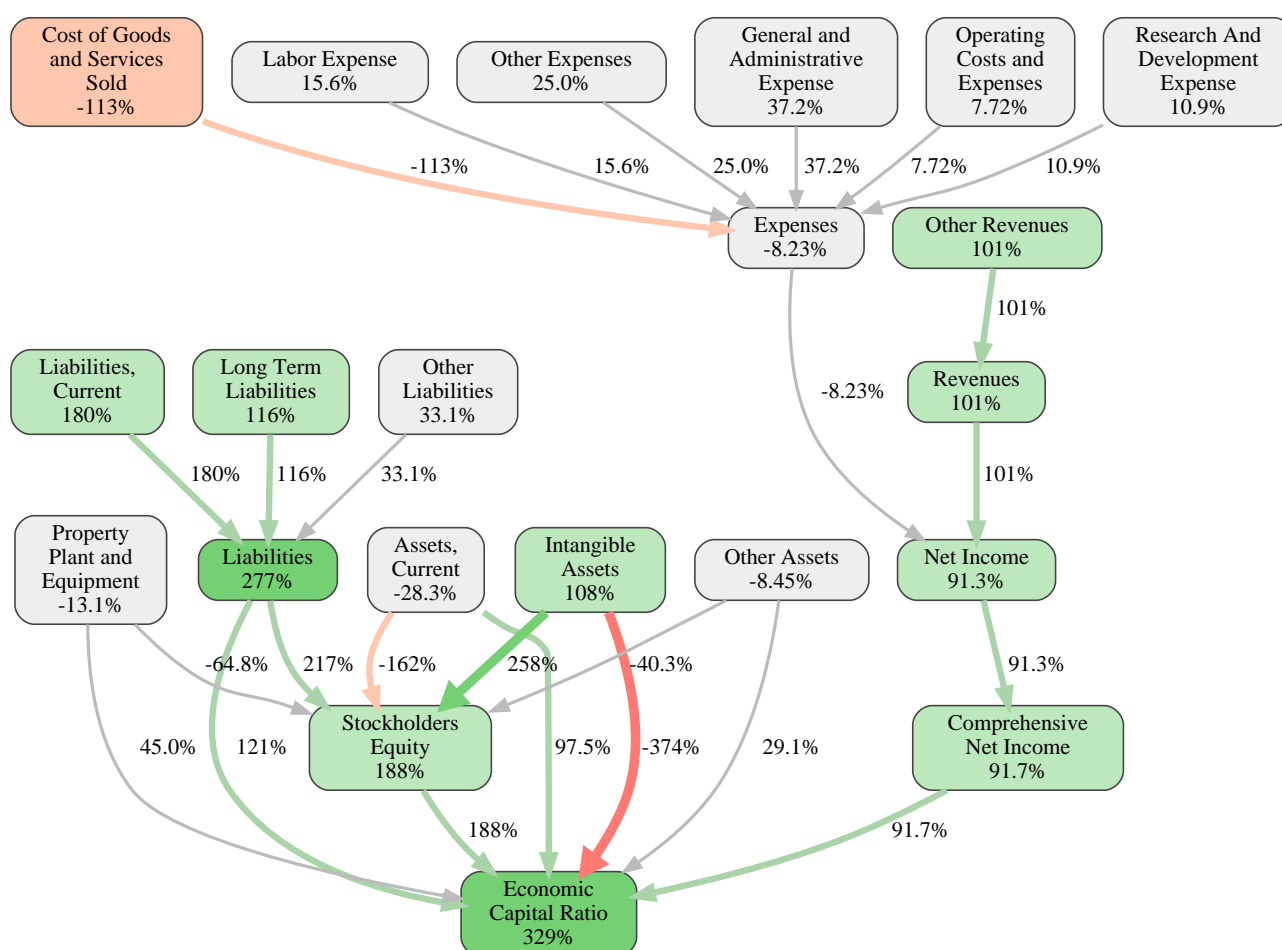 Cost of Goods
and Services
Sold
-113%
Labor Expense
15.6%
Other Expenses
25.0%
General and
Administrative
Expense
37.2%
Operating
Costs and
Expenses
7.72%
Research And
Development
Expense
10.9%
-113%
15.6%
25.0%
37.2%
7.72%
10.9%
Expenses
-8.23%
Other Revenues
101%
101%
Liabilities,
Current
180%
Long Term
Liabilities
116%
Other
Liabilities
33.1%
-8.23%
Revenues
101%
180%
116%
33.1%
101%
Property
Plant and
Equipment
-13.1%
Liabilities
277%
Assets,
Current
-28.3%
Intangible
Assets
108%
Other Assets
-8.45%
Net Income
91.3%
-64.8%
217%
-162%
258%
-40.3%
91.3%
Stockholders
Equity
188%
Comprehensive
Net Income
91.7%
45.0%
121%
97.5%
-374%
29.1%
188%
91.7%
Economic
Capital Ratio
329%